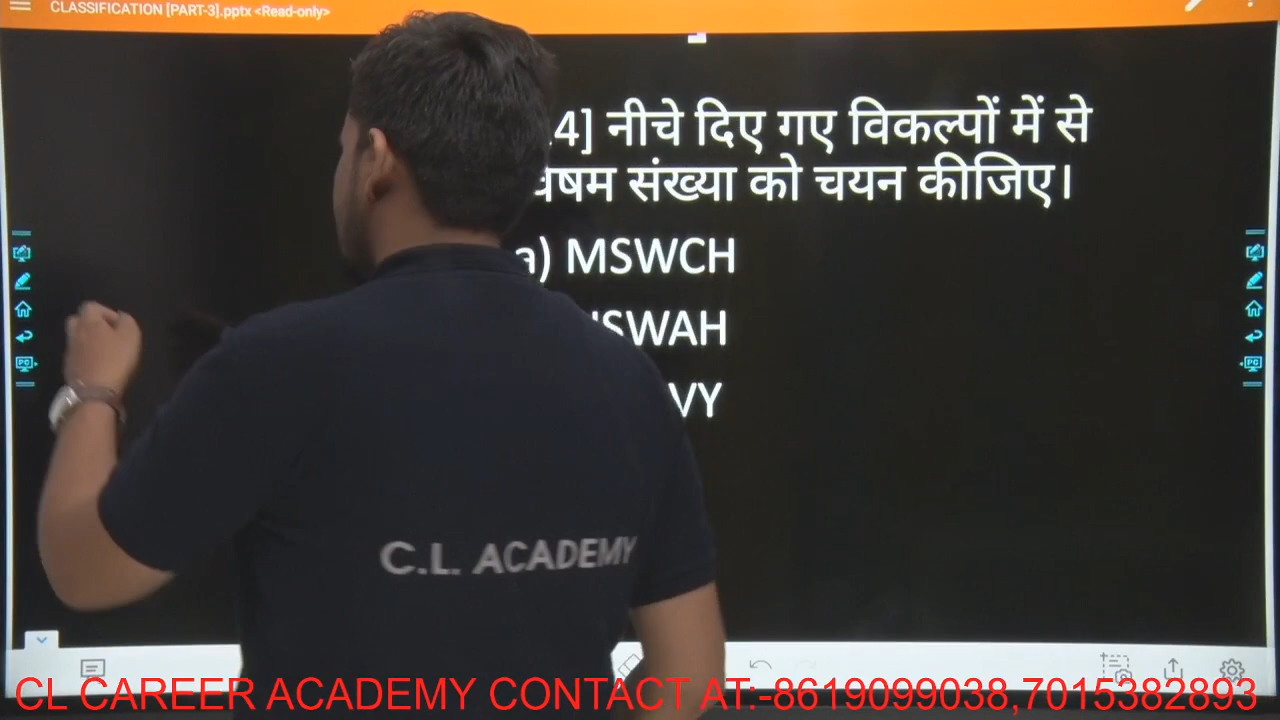 CLASSIFICATION [PART-3].pptx <Read-only>
4] नीचे दिए गए विकल्पों में से
संख्या को चयन कीजिए।
a) MSWCH
SWAH
VY
C.L. ACADEMY
CL CAREER ACADEMY CONTACT AT:-8619099038,7015382893